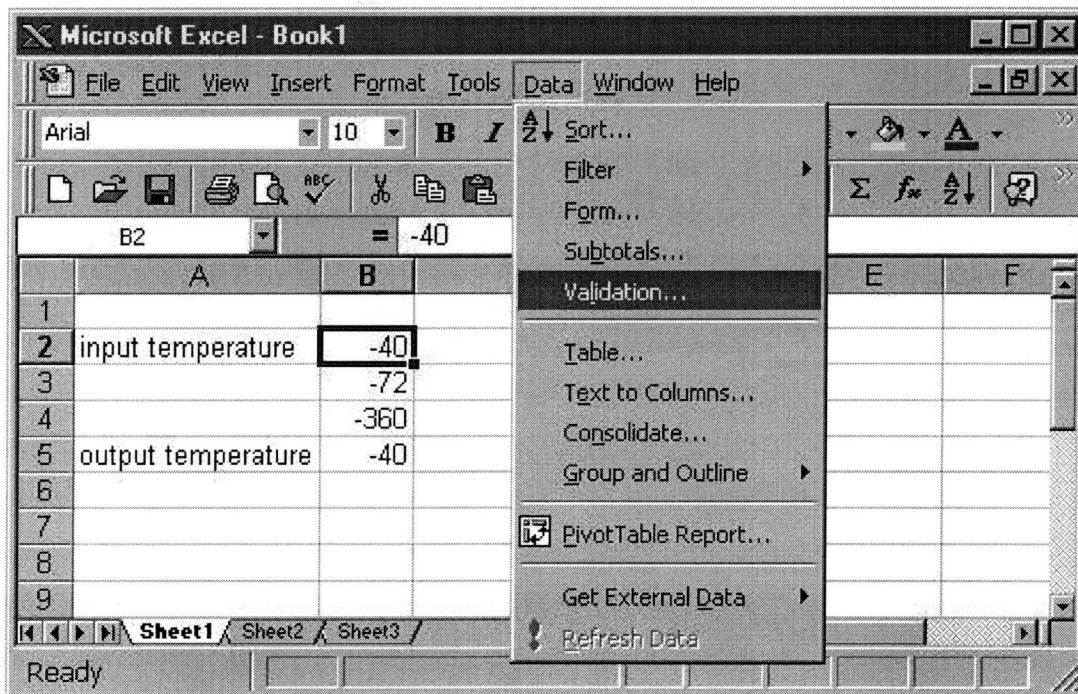 Microsoft Excel - Book1
File Edit View Insert Format Tools Data Window Help
Arial 10 B I A
ABC Σ fx A Z ?
B2 = -40
Sort...
Filter
Form...
Subtotals...
Validation...
Table...
Text to Columns...
Consolidate...
Group and Outline
PivotTable Report...
Get External Data
Refresh Data
A B E F
1
2 input temperature -40
3 -72
4 -360
5 output temperature -40
6
7
8
9
Sheet1 Sheet2 Sheet3
Ready